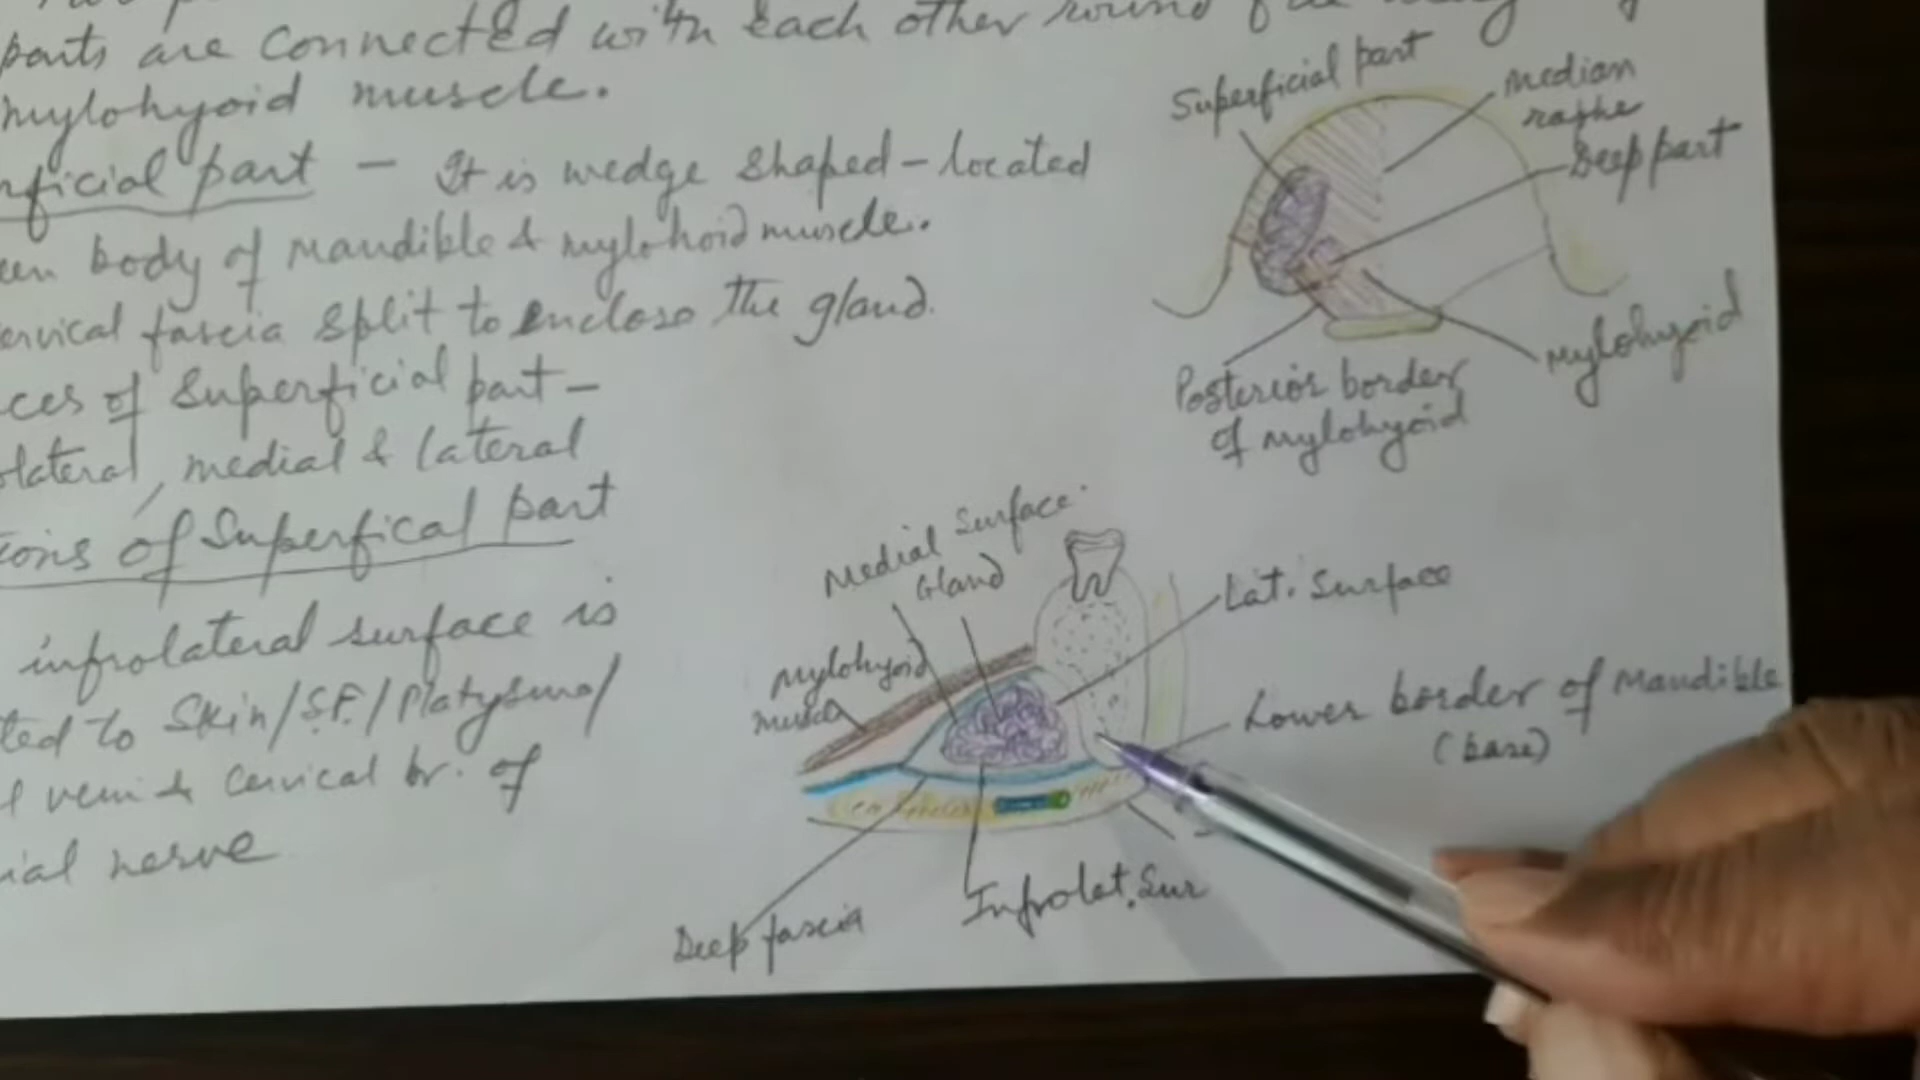 parts are connected with each other round
mylohyoid muscle.
rficial part - It is wedge shaped - located
een body of mandible & mylohoid muscle.
ervical fascia split to enclose the gland.
ces of Superficial part -
olateral, medial & lateral
ions of Superfical part
infrolateral surface is
ted to Skin/S.F./Platysma/
l vein & Cervical br. of
ial nerve
Superficial part
Median
raphe
Deep part
Mylohyoid
Posterior border
of mylohyoid
Medial Surface
Gland
Lat. Surface
Mylohyoid
muscle
Lower border of Mandible
(base)
Deep fascia
Infrolat. Sur